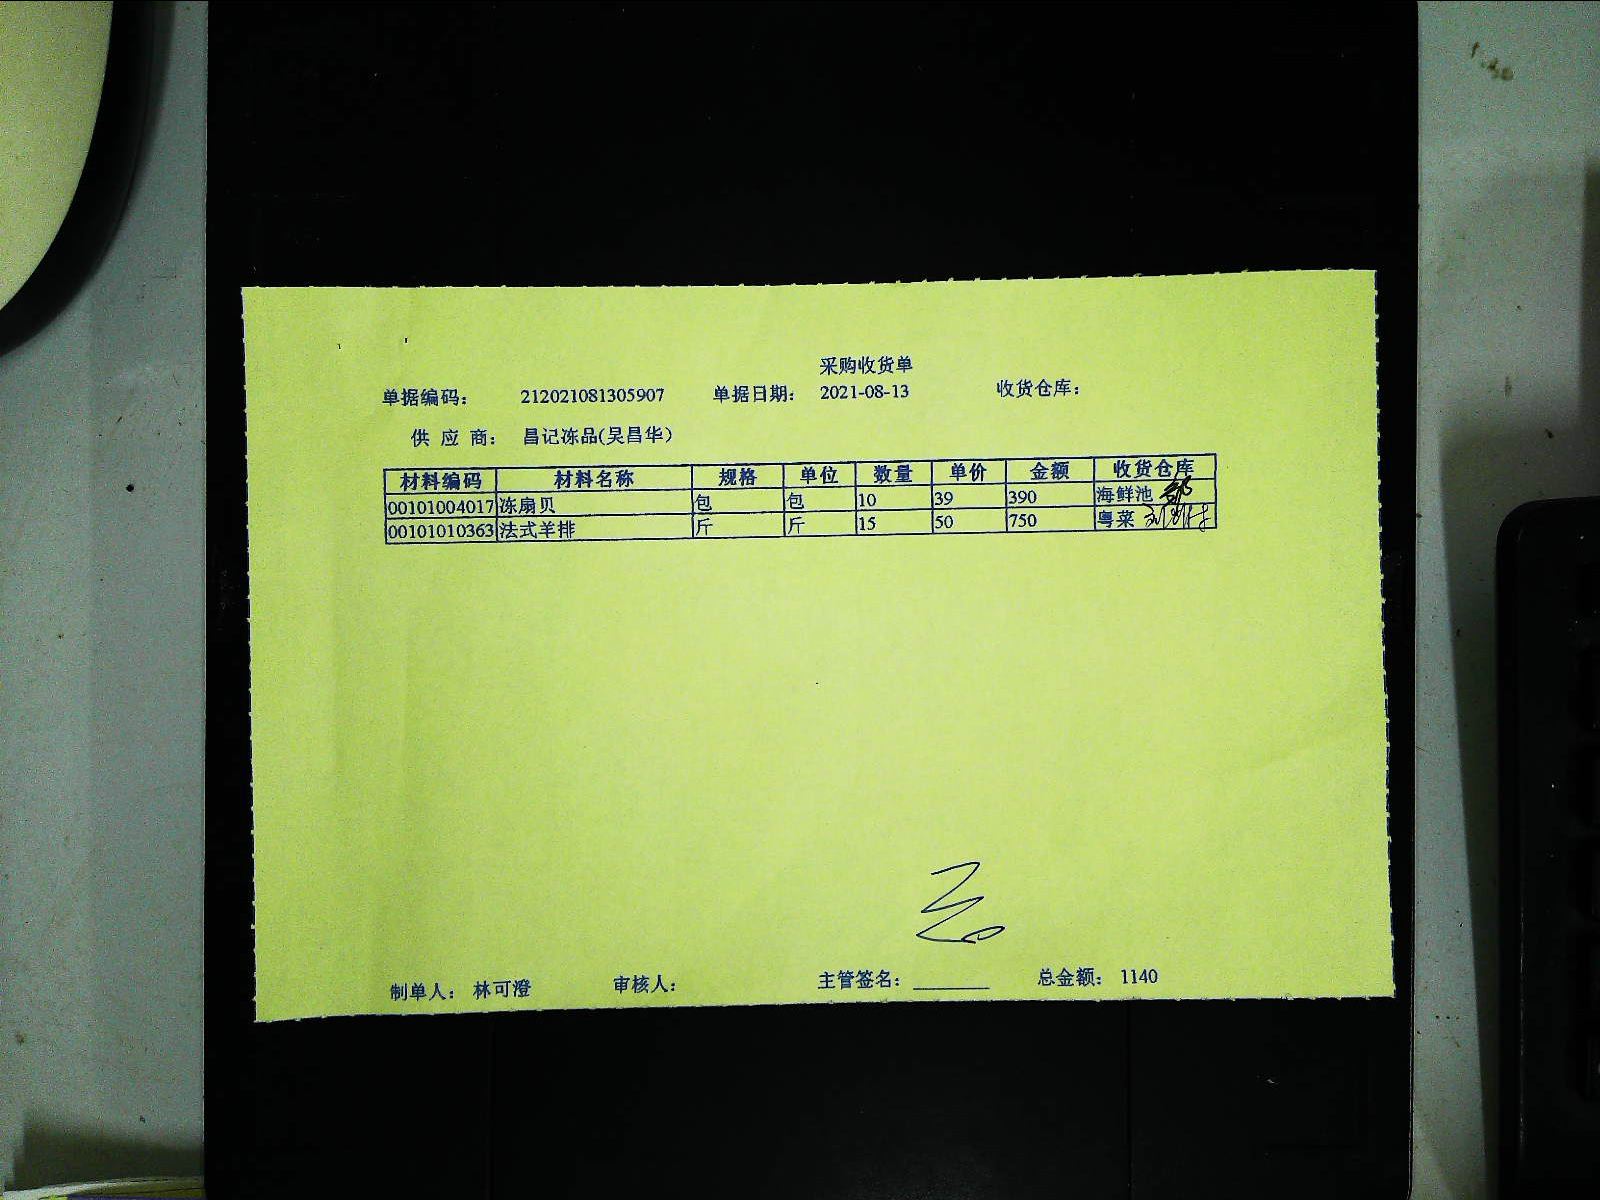 采购收货单
单据编码： 212021081305907 单据日期： 2021-08-13 收货仓库：
供 应 商： 昌记冻品(吴昌华)
材料编码 材料名称 规格 单位 数量 单价 金额 收货仓库
00101004017 冻扇贝 包 包 10 39 390 海鲜池
00101010363 法式羊排 斤 斤 15 50 750 粤菜
制单人： 林可澄 审核人： 主管签名：________ 总金额： 1140